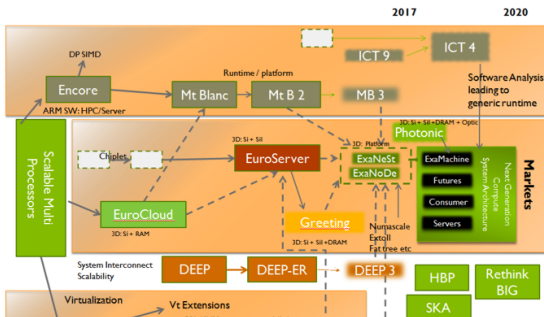 2017
2020
DP SIMD
ICT 9
ICT 4
Encore
Runtime / platform
Mt Blanc
Mt B 2
MB 3
Software Analysis
leading to
generic runtime
ARM SW: HPC/Server
3D: Si + SiI +DRAM + Optic
Photonic
Scalable Multi
Processors
Chiplet
3D: Si + SiI
EuroServer
3D: Platform
ExaNeSt
ExaNoDe
ExaMachine
Futures
Consumer
Servers
Next Generation
Compute
System Architecture
Markets
EuroCloud
3D: Si + RAM
Greeting
3D: Si + SiI +DRAM
Numascale
Extoll
Fat tree etc
System Interconnect
Scalability
DEEP
DEEP-ER
DEEP 3
HBP
Rethink
BIG
SKA
Virtualization
Vt Extensions